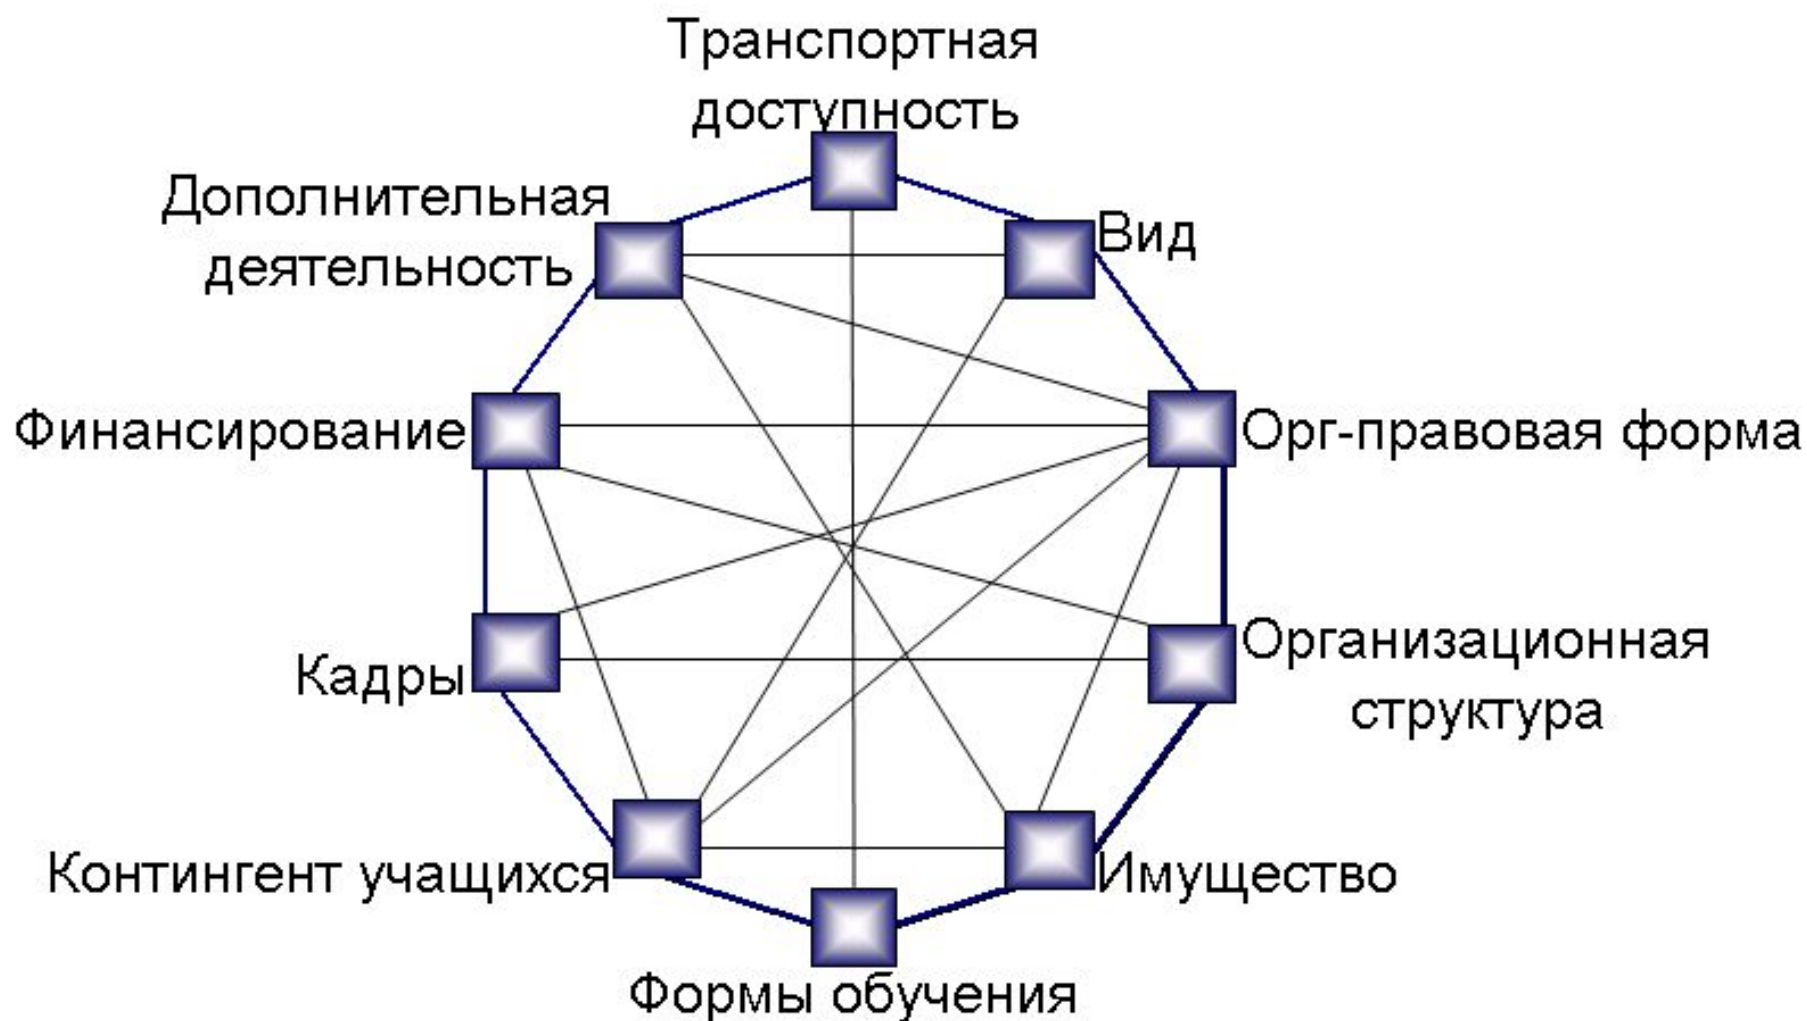 Транспортная
доступность
Дополнительная
деятельность
Вид
Финансирование
Орг-правовая форма
Кадры
Организационная
структура
Контингент учащихся
Имущество
Формы обучения